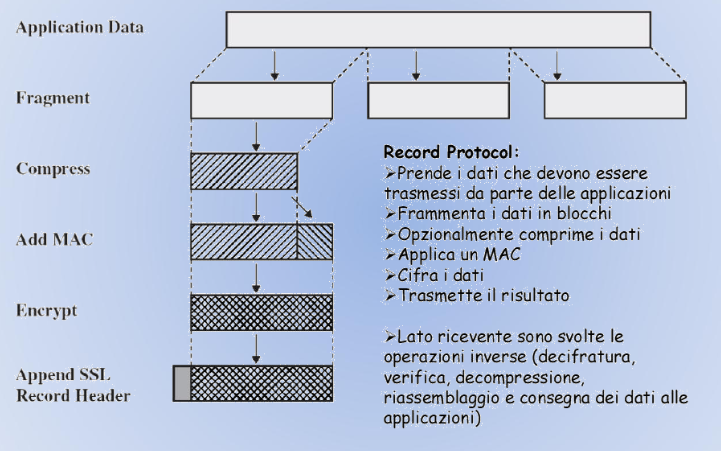 Application Data
Fragment
Compress
Add MAC
Encrypt
Append SSL
Record Header
Record Protocol:
➢Prende i dati che devono essere
trasmessi da parte delle applicazioni
➢Frammenta i dati in blocchi
➢Opzionalmente comprime i dati
➢Applica un MAC
➢Cifra i dati
➢Trasmette il risultato
➢Lato ricevente sono svolte le
operazioni inverse (decifratura,
verifica, decompressione,
riassemblaggio e consegna dei dati alle
applicazioni)